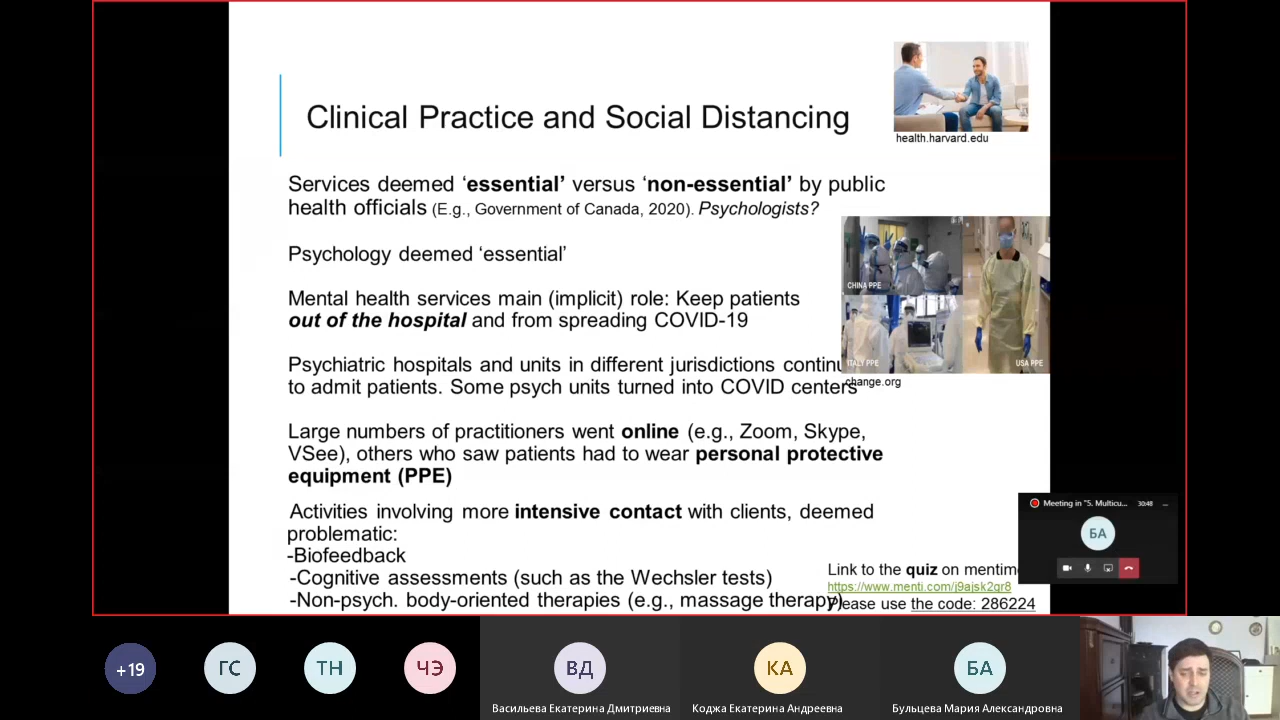 health.harvard.edu
Clinical Practice and Social Distancing
Services deemed ‘essential’ versus ‘non-essential’ by public
health officials (E.g., Government of Canada, 2020). Psychologists?
Psychology deemed ‘essential’
Mental health services main (implicit) role: Keep patients
out of the hospital and from spreading COVID-19
CHINA PPE
ITALY PPE
USA PPE
change.org
Psychiatric hospitals and units in different jurisdictions continu
to admit patients. Some psych units turned into COVID centers
Large numbers of practitioners went online (e.g., Zoom, Skype,
VSee), others who saw patients had to wear personal protective
equipment (PPE)
Activities involving more intensive contact with clients, deemed
problematic:
-Biofeedback
-Cognitive assessments (such as the Wechsler tests)
-Non-psych. body-oriented therapies (e.g., massage therapy)
Meeting in "5. Multicu... 30:48 ...
БА
Link to the quiz on mentim
https://www.menti.com/j9ajsk2qr8
Please use the code: 286224
+19
ГС
ТН
ЧЭ
ВД
КА
БА
Васильева Екатерина Дмитриевна
Коджа Екатерина Андреевна
Бульцева Мария Александровна